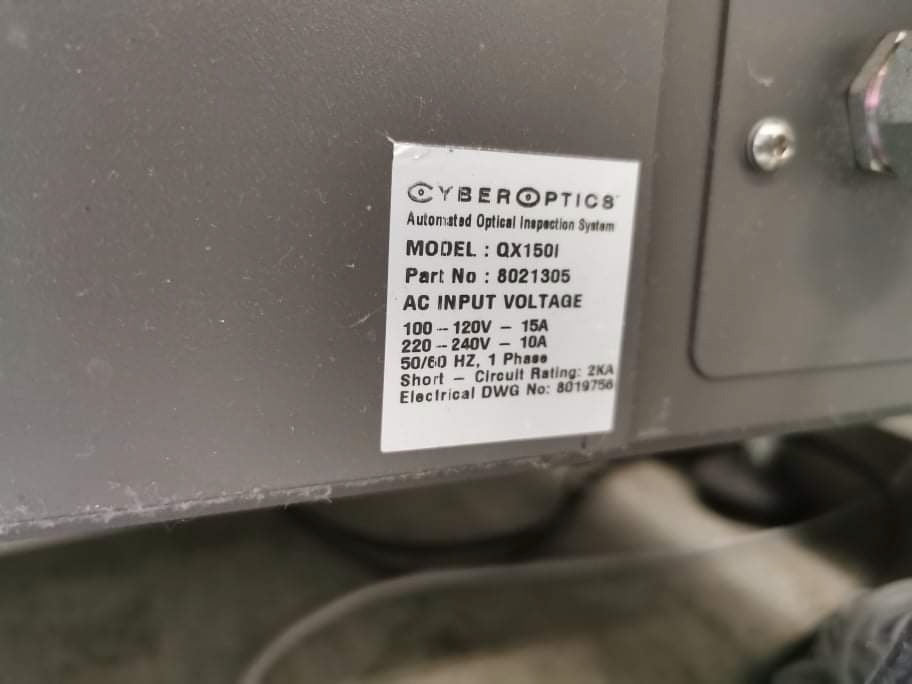 CYBEROPTICS™
Automated Optical Inspection System
MODEL : QX150I
Part No : 8021305
AC INPUT VOLTAGE
100 – 120V – 15A
220 – 240V – 10A
50/60 HZ, 1 Phase
Short – Circuit Rating: 2KA
Electrical DWG No: 8019756